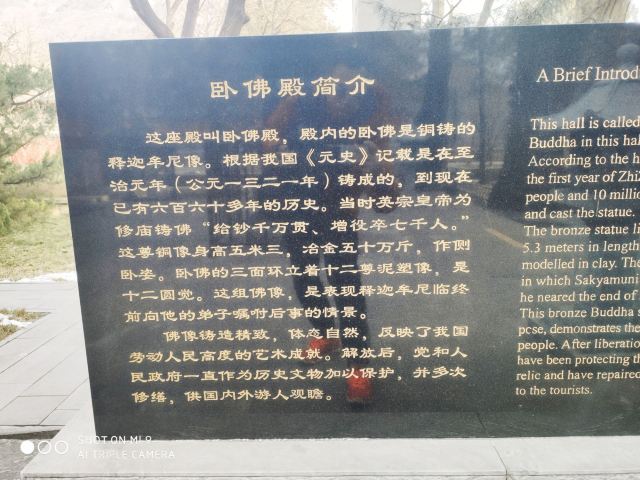 卧佛殿简介
这座殿叫卧佛殿，殿内的卧佛是铜铸的
释迦牟尼像。根据我国《元史》记载是在至
治元年（公元一三二一年）铸成的，到现在
已有六百六十多年的历史。当时英宗皇帝为
修庙铸佛“给钞千万贯、增役卒七千人。”
这尊铜像身高五米三，冶金五十万斤，作侧
卧姿。卧佛的三面环立着十二尊泥塑像，是
十二圆觉。这组佛像，是表现释迦牟尼临终
前向他的弟子嘱咐后事的情景。
佛像铸造精致，体态自然，反映了我国
劳动人民高度的艺术成就。解放后，党和人
民政府一直作为历史文物加以保护，并多次
修缮，供国内外游人观瞻。
A Brief Introd
This hall is called
Buddha in this hal
According to the h
the first year of Zhi
people and 10 million
and cast the statue.
The bronze statue li
5.3 meters in length
modelled in clay. The
in which Sakyamuni
he neared the end of
This bronze Buddha s
pcse, demonstrates the
people. After liberation
have been protecting th
relic and have repaired
to the tourists.
SHOT ON MI 9
AI TRIPLE CAMERA